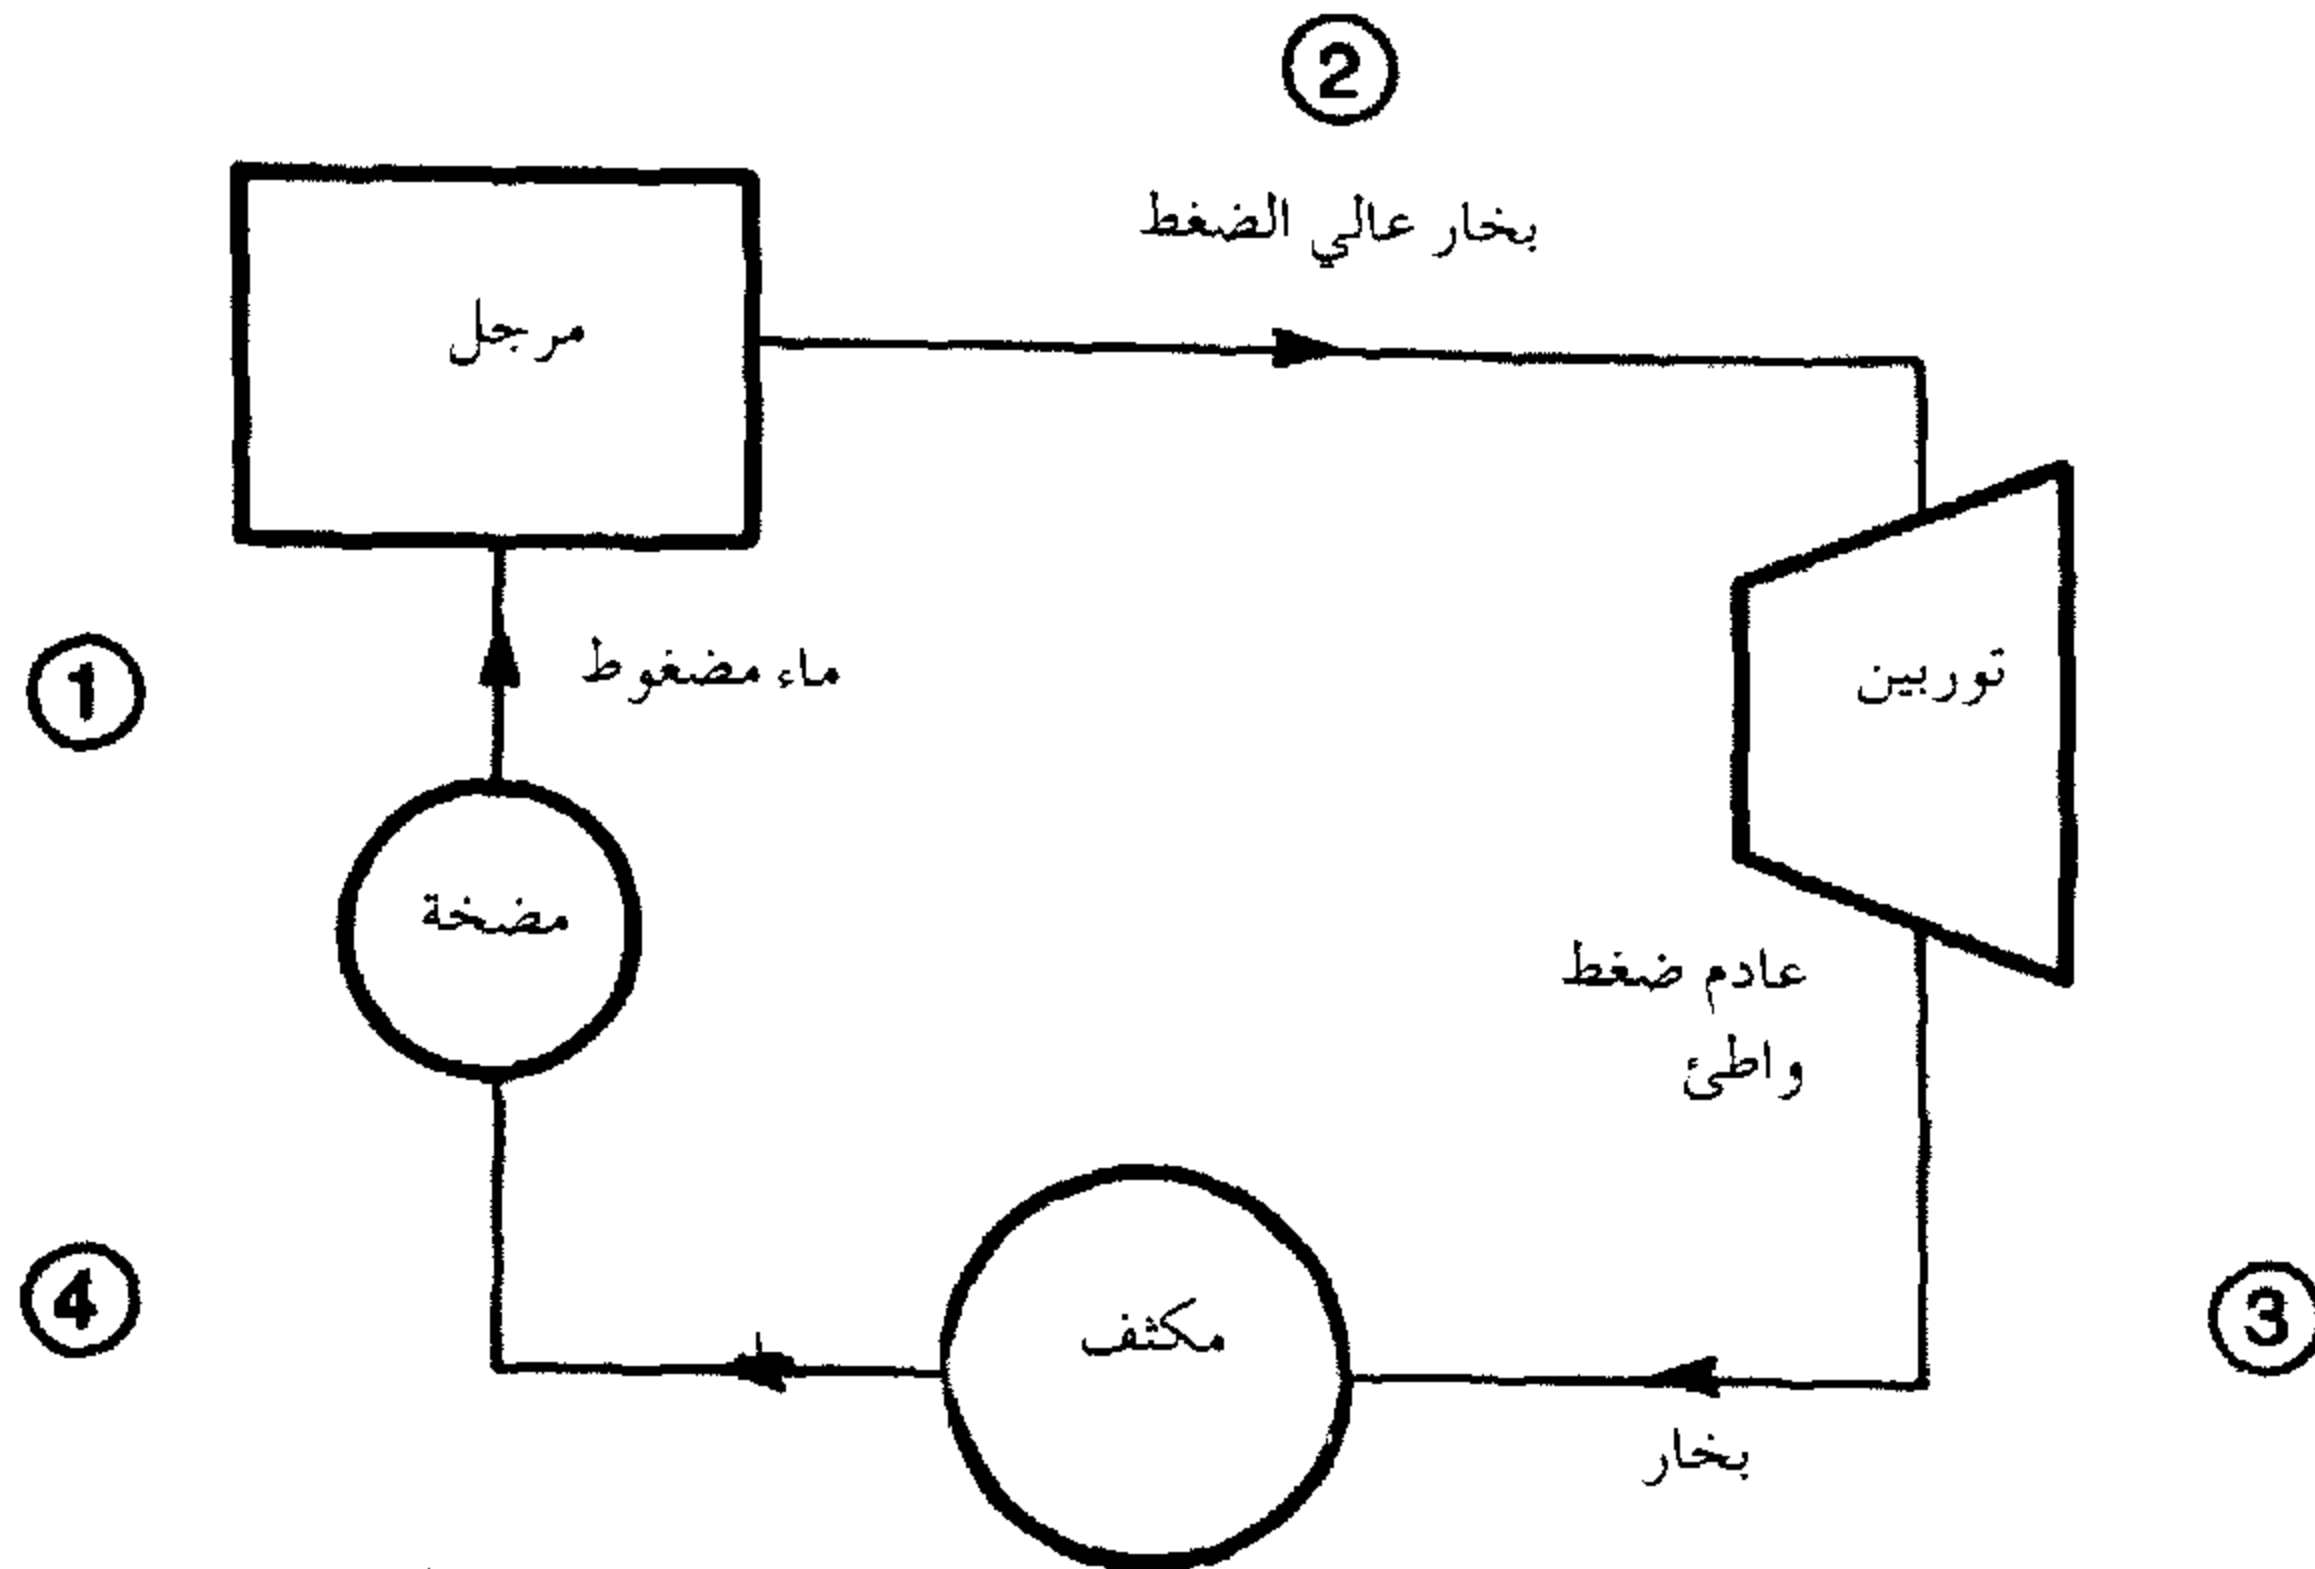 2
بخار عالي الضغط
مرجل
1
ماء مضغوط
توربين
مضخة
عادم ضغط
واطئ
4
مكثف
3
بخار